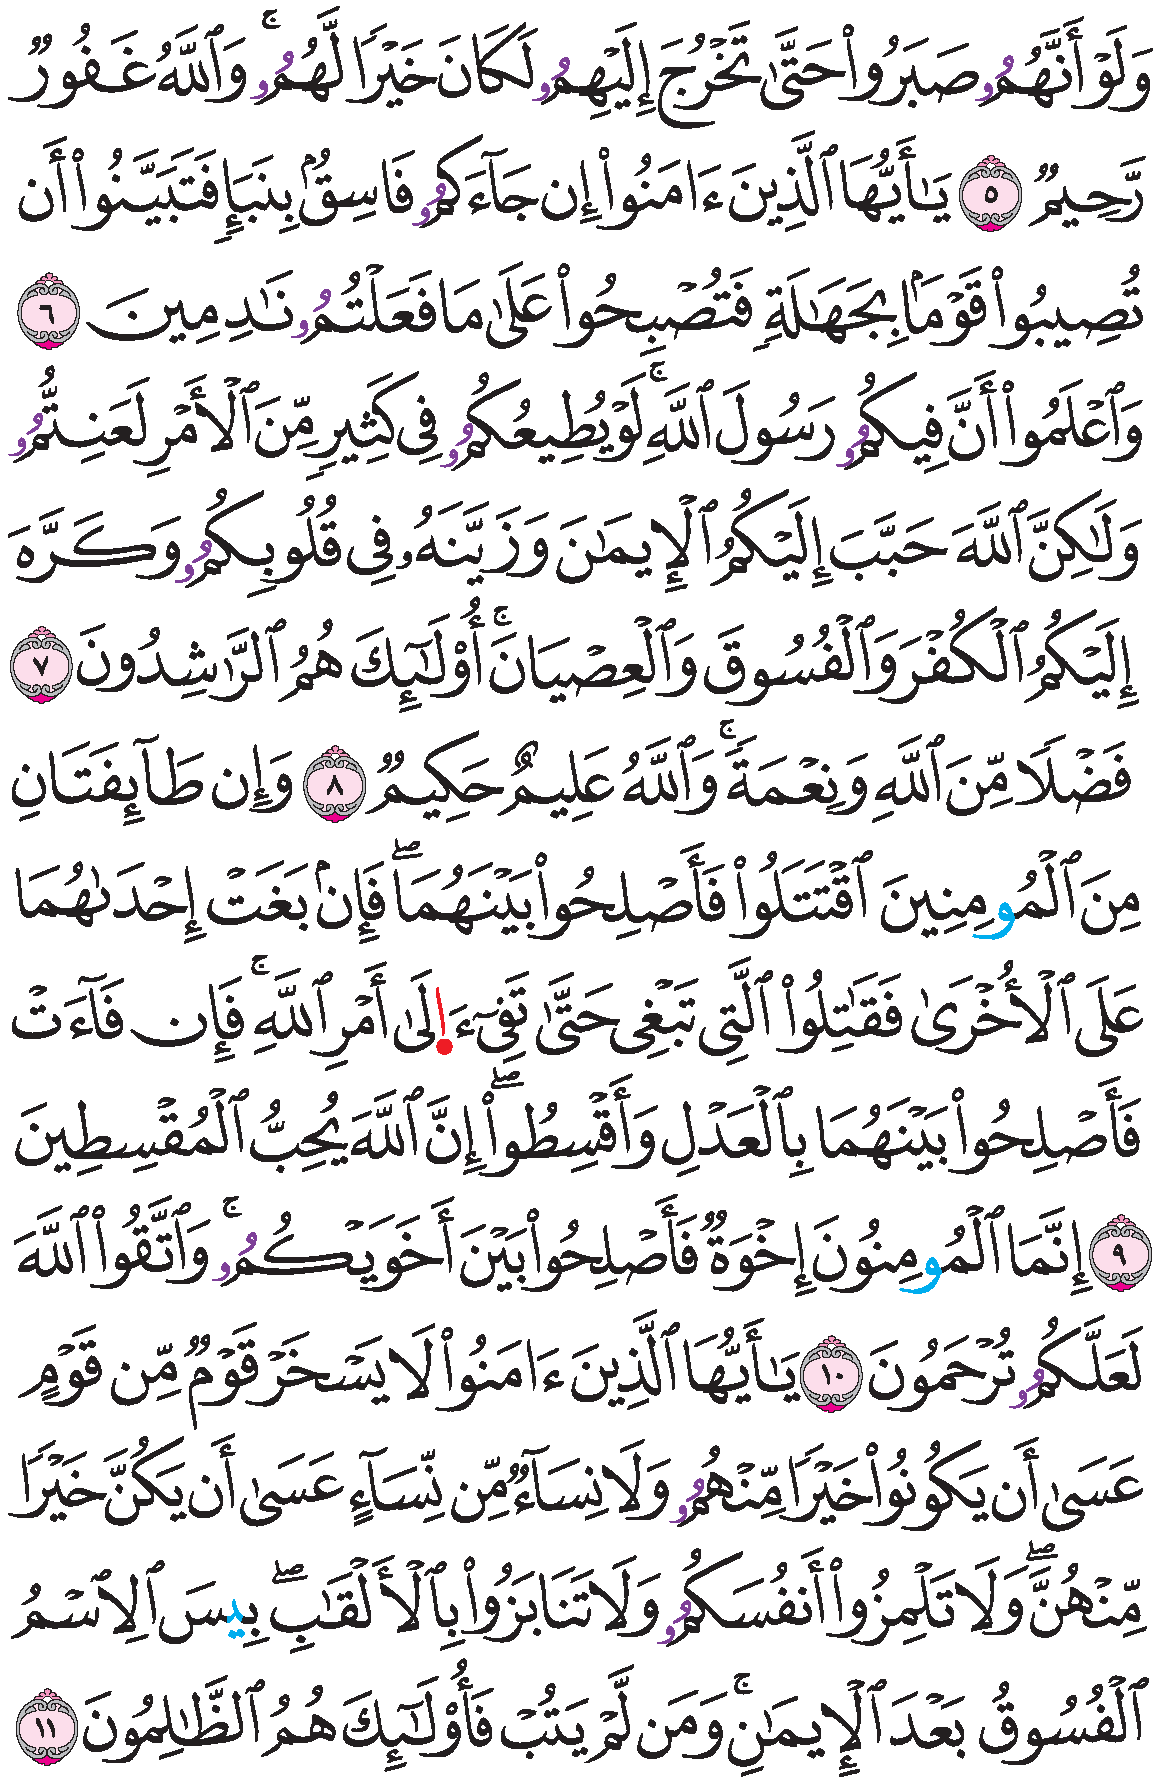 وَلَوۡ أَنَّهُمُۥ صَبَرُواْ حَتَّىٰ تَخۡرُجَ إِلَيۡهِمُۥ لَكَانَ خَيۡرٗا لَّهُمُۥۚ وَٱللَّهُ غَفُورٞ
رَّحِيمٞ ٥ يَٰٓأَيُّهَا ٱلَّذِينَ ءَامَنُوٓاْ إِن جَآءَكُمُۥ فَاسِقُۢ بِنَبَإٖ فَتَبَيَّنُوٓاْ أَن
تُصِيبُواْ قَوۡمَۢا بِجَهَٰلَةٖ فَتُصۡبِحُواْ عَلَىٰ مَا فَعَلۡتُمُۥ نَٰدِمِينَ ٦
وَٱعۡلَمُوٓاْ أَنَّ فِيكُمُۥ رَسُولَ ٱللَّهِۚ لَوۡ يُطِيعُكُمُۥ فِي كَثِيرٖ مِّنَ ٱلۡأَمۡرِ لَعَنِتُّمُۥ
وَلَٰكِنَّ ٱللَّهَ حَبَّبَ إِلَيۡكُمُ ٱلۡإِيمَٰنَ وَزَيَّنَهُۥ فِي قُلُوبِكُمُۥ وَكَرَّهَ
إِلَيۡكُمُ ٱلۡكُفۡرَ وَٱلۡفُسُوقَ وَٱلۡعِصۡيَانَۚ أُوْلَٰٓئِكَ هُمُ ٱلرَّٰشِدُونَ ٧
فَضۡلٗا مِّنَ ٱللَّهِ وَنِعۡمَةٗۚ وَٱللَّهُ عَلِيمٌ حَكِيمٞ ٨ وَإِن طَآئِفَتَانِ
مِنَ ٱلۡمُومِنِينَ ٱقۡتَتَلُواْ فَأَصۡلِحُواْ بَيۡنَهُمَاۖ فَإِنۢ بَغَتۡ إِحۡدَىٰهُمَا
عَلَى ٱلۡأُخۡرَىٰ فَقَٰتِلُواْ ٱلَّتِي تَبۡغِي حَتَّىٰ تَفِيٓءَ اِلَىٰٓ أَمۡرِ ٱللَّهِۚ فَإِن فَآءَتۡ
فَأَصۡلِحُواْ بَيۡنَهُمَا بِٱلۡعَدۡلِ وَأَقۡسِطُوٓاْۖ إِنَّ ٱللَّهَ يُحِبُّ ٱلۡمُقۡسِطِينَ
٩ إِنَّمَا ٱلۡمُومِنُونَ إِخۡوَةٞ فَأَصۡلِحُواْ بَيۡنَ أَخَوَيۡكُمُۥۚ وَٱتَّقُواْ ٱللَّهَ
لَعَلَّكُمُۥ تُرۡحَمُونَ ١٠ يَٰٓأَيُّهَا ٱلَّذِينَ ءَامَنُواْ لَا يَسۡخَرۡ قَوۡمٞ مِّن قَوۡمٍ
عَسَىٰٓ أَن يَكُونُواْ خَيۡرٗا مِّنۡهُمُۥ وَلَا نِسَآءٞ مِّن نِّسَآءٍ عَسَىٰٓ أَن يَكُنَّ خَيۡرٗا
مِّنۡهُنَّۖ وَلَا تَلۡمِزُوٓاْ أَنفُسَكُمُۥ وَلَا تَنَابَزُواْ بِٱلۡأَلۡقَٰبِۖ بِيسَ ٱلِٱسۡمُ
ٱلۡفُسُوقُ بَعۡدَ ٱلۡإِيمَٰنِۚ وَمَن لَّمۡ يَتُبۡ فَأُوْلَٰٓئِكَ هُمُ ٱلظَّٰلِمُونَ ١١